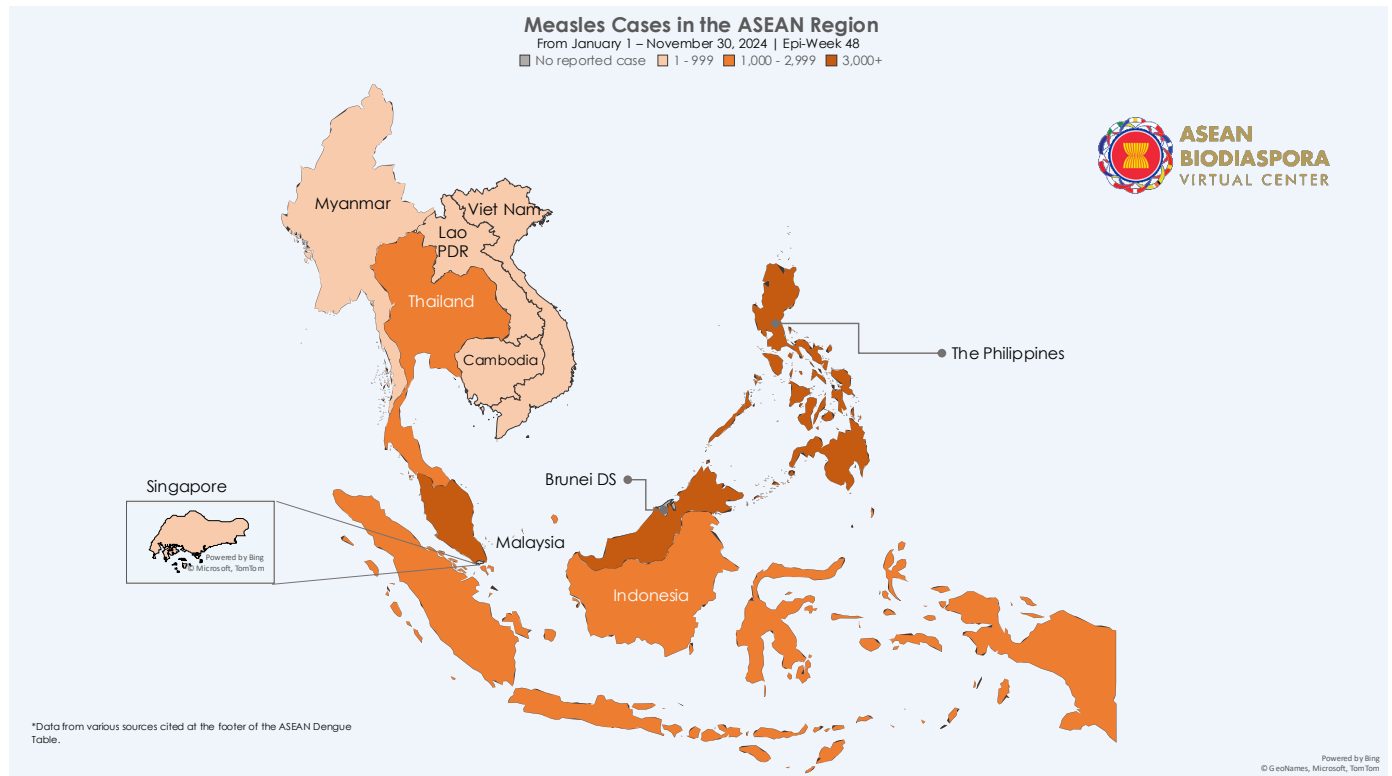 Measles Cases in the ASEAN Region
From January 1 – November 30, 2024 | Epi-Week 48
No reported case 1 - 999 1,000 - 2,999 3,000+
ASEAN
BIODIASPORA
VIRTUAL CENTER
Myanmar
Viet Nam
Lao
PDR
Thailand
Cambodia
The Philippines
Brunei DS
Singapore
Powered by Bing
© Microsoft, TomTom
Malaysia
Indonesia
*Data from various sources cited at the footer of the ASEAN Dengue
Table.
Powered by Bing
© GeoNames, Microsoft, TomTom